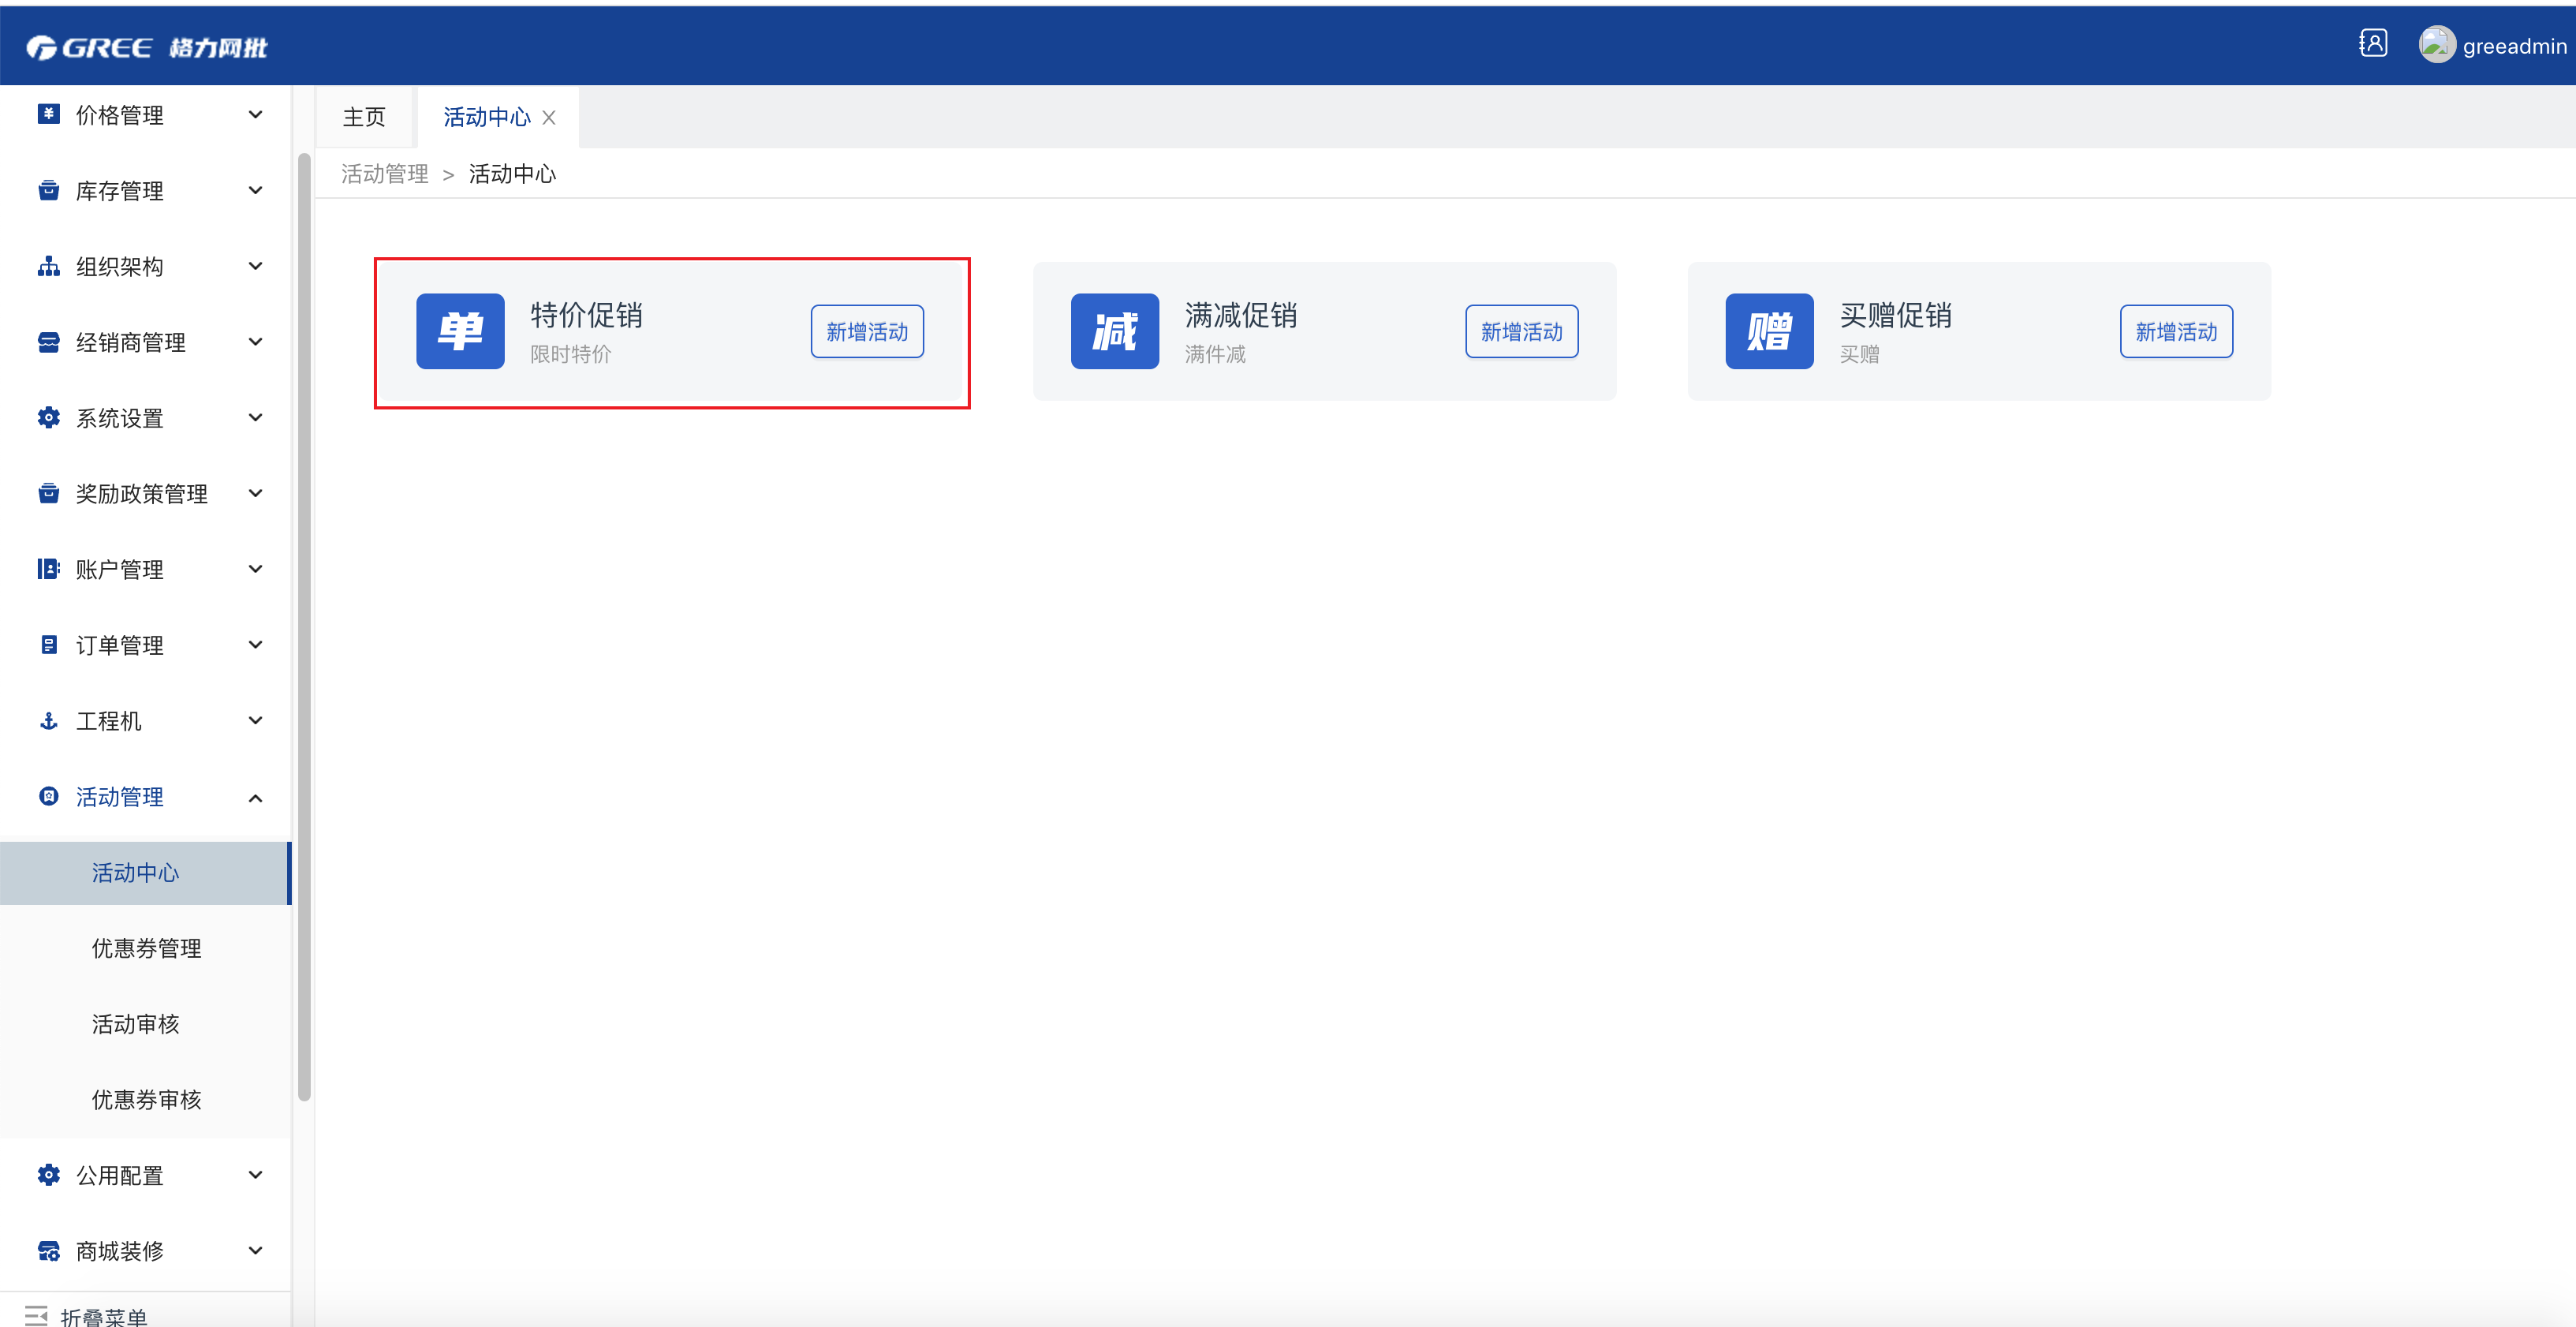 GREE 格力网批
greeadmin
价格管理
库存管理
组织架构
经销商管理
系统设置
奖励政策管理
账户管理
订单管理
工程机
活动管理
活动中心
优惠券管理
活动审核
优惠券审核
公用配置
商城装修
折叠菜单
主页
活动中心
活动管理 > 活动中心
单
特价促销
限时特价
新增活动
减
满减促销
满件减
新增活动
赠
买赠促销
买赠
新增活动